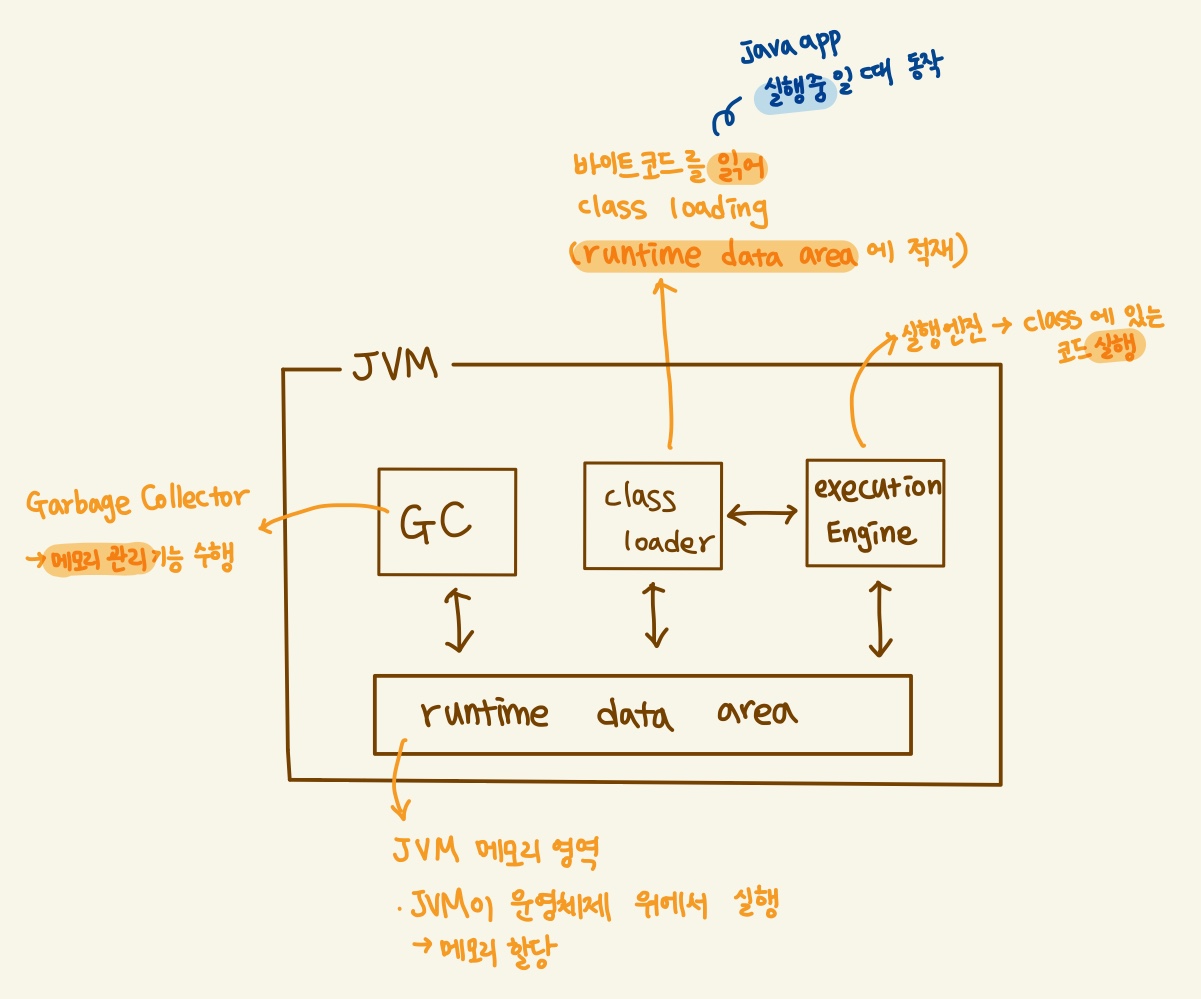 Java app
실행중일 때 동작
바이트코드를 읽어
class loading
(runtime data area에 적재)
실행엔진 → class에 있는
코드 실행
JVM
Garbage Collector
→ 메모리 관리 기능 수행
GC
class
loader
execution
Engine
runtime data area
JVM 메모리 영역
· JVM이 운영체제 위에서 실행
→ 메모리 할당